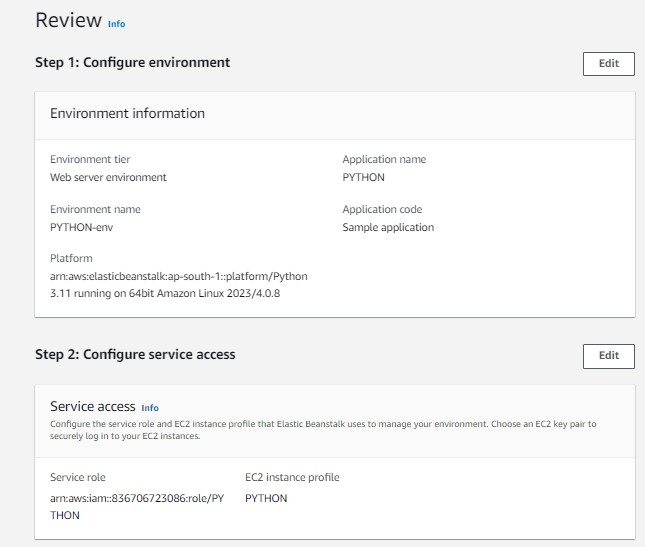 Review Info
Step 1: Configure environment
Edit
Environment information
Environment tier
Web server environment
Application name
PYTHON
Environment name
PYTHON-env
Application code
Sample application
Platform
arn:aws:elasticbeanstalk:ap-south-1::platform/Python
3.11 running on 64bit Amazon Linux 2023/4.0.8
Step 2: Configure service access
Edit
Service access Info
Configure the service role and EC2 instance profile that Elastic Beanstalk uses to manage your environment. Choose an EC2 key pair to
securely log in to your EC2 instances.
Service role
arn:aws:iam::836706723086:role/PY
THON
EC2 instance profile
PYTHON